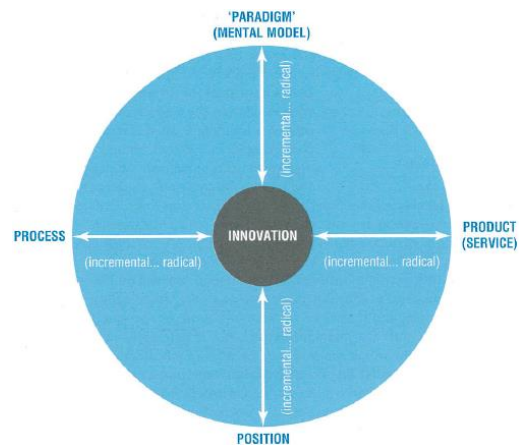 'PARADIGM'
(MENTAL MODEL)
(incremental... radical)
PROCESS
INNOVATION
PRODUCT
(SERVICE)
(incremental... radical)
(incremental... radical)
(incremental... radical)
POSITION